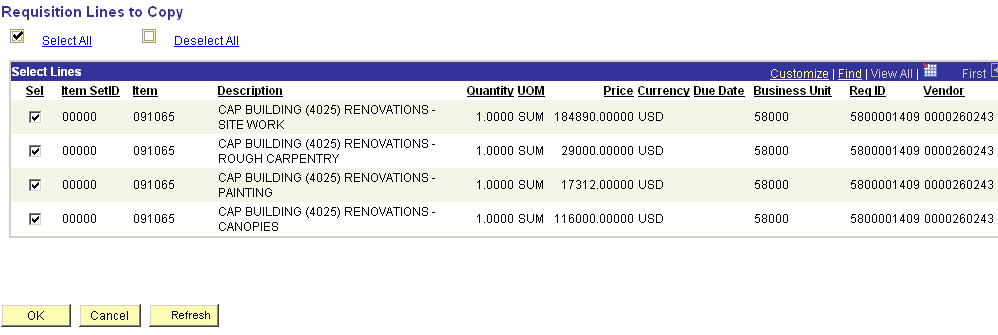 Requisition Lines to Copy
Select All Deselect All
Select Lines Customize | Find | View All | First
Sel Item SetID Item Description Quantity UOM Price Currency Due Date Business Unit Req ID Vendor
00000 091065 CAP BUILDING (4025) RENOVATIONS - 1.0000 SUM 184890.00000 USD 58000 5800001409 0000260243
SITE WORK
00000 091065 CAP BUILDING (4025) RENOVATIONS - 1.0000 SUM 29000.00000 USD 58000 5800001409 0000260243
ROUGH CARPENTRY
00000 091065 CAP BUILDING (4025) RENOVATIONS - 1.0000 SUM 17312.00000 USD 58000 5800001409 0000260243
PAINTING
00000 091065 CAP BUILDING (4025) RENOVATIONS - 1.0000 SUM 116000.00000 USD 58000 5800001409 0000260243
CANOPIES
OK Cancel Refresh